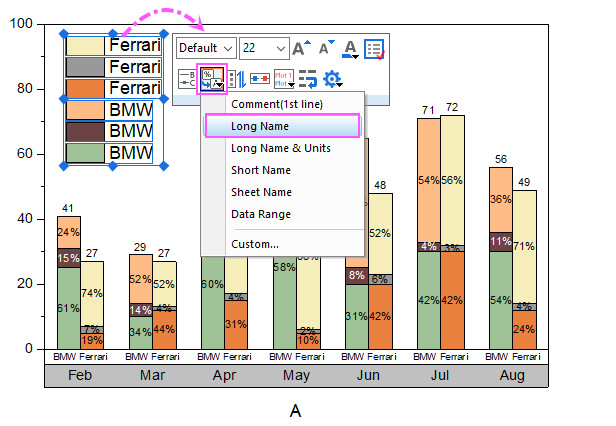 100
80
60
40
20
0
Ferrari
Ferrari
Ferrari
BMW
BMW
BMW
Default 22 A A A
B
C
% A
Plot 1
Plot
Comment(1st line)
Long Name
Long Name & Units
Short Name
Sheet Name
Data Range
Custom...
41 27 29 27 48 71 72 56 49
24% 15% 61%
74% 7% 19%
52% 14% 34%
52% 4% 44%
60%
4% 31%
58%
2% 10%
8% 31%
52% 6% 42%
54% 4% 42%
56% 3% 42%
36% 11% 54%
71% 4% 24%
BMW Ferrari BMW Ferrari BMW Ferrari BMW Ferrari BMW Ferrari BMW Ferrari BMW Ferrari
Feb Mar Apr May Jun Jul Aug
A